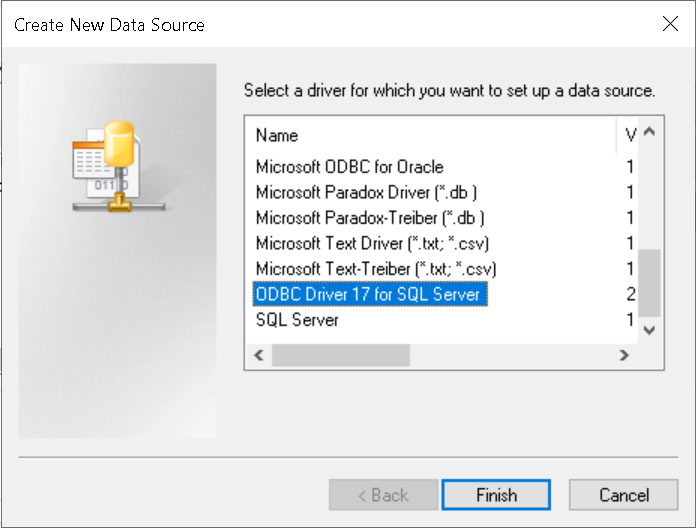 Create New Data Source
Select a driver for which you want to set up a data source.
Name V
Microsoft ODBC for Oracle 1
Microsoft Paradox Driver (*.db ) 1
Microsoft Paradox-Treiber (*.db ) 1
Microsoft Text Driver (*.txt; *.csv) 1
Microsoft Text-Treiber (*.txt; *.csv) 1
ODBC Driver 17 for SQL Server 2
SQL Server 1
< Back Finish Cancel